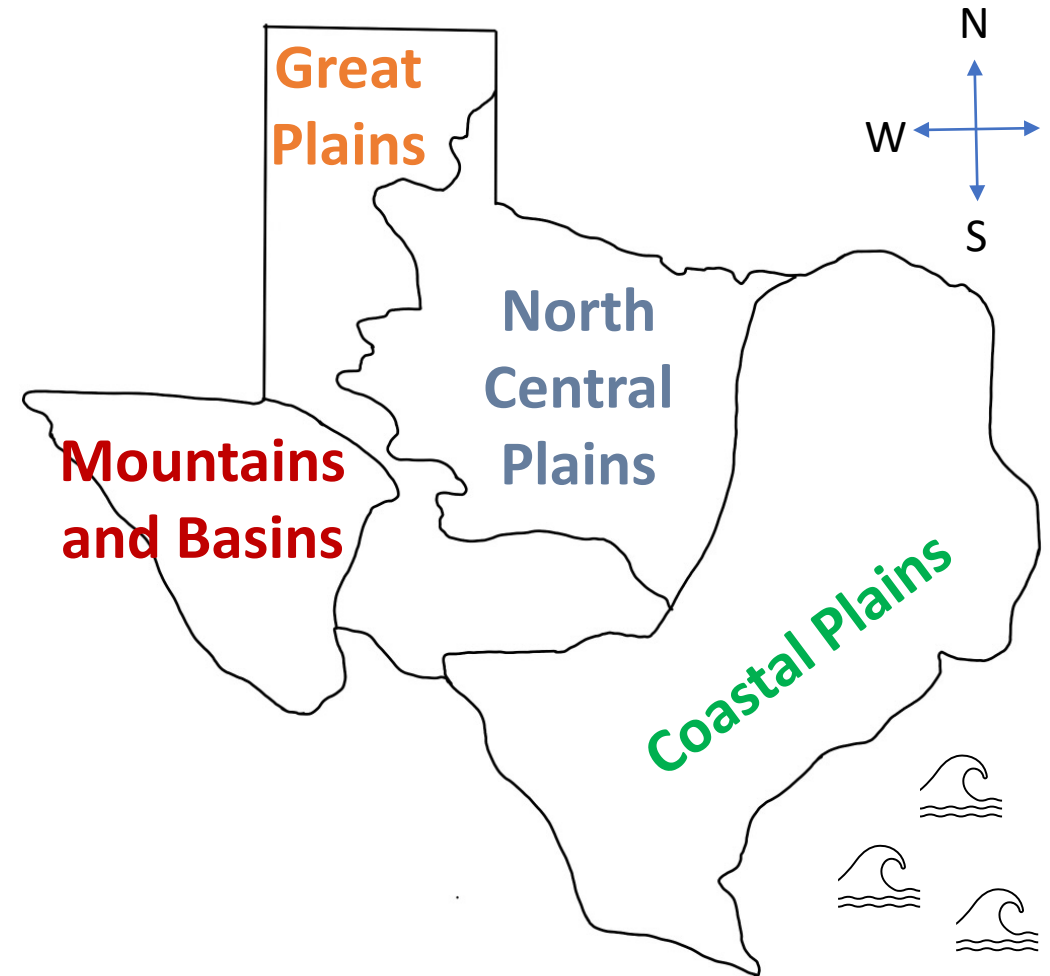 Great
Plains
N
W
S
North
Central
Plains
Mountains
and Basins
Coastal Plains